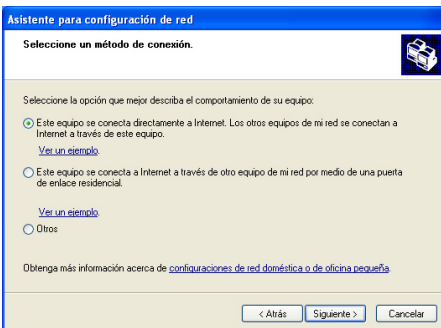 Asistente para configuración de red
Seleccione un método de conexión.
Seleccione la opción que mejor describa el comportamiento de su equipo:
Este equipo se conecta directamente a Internet. Los otros equipos de mi red se conectan a
Internet a través de este equipo.
Ver un ejemplo.
Este equipo se conecta a Internet a través de otro equipo de mi red por medio de una puerta
de enlace residencial.
Ver un ejemplo.
Otros
Obtenga más información acerca de configuraciones de red doméstica o de oficina pequeña.
< Atrás Siguiente > Cancelar